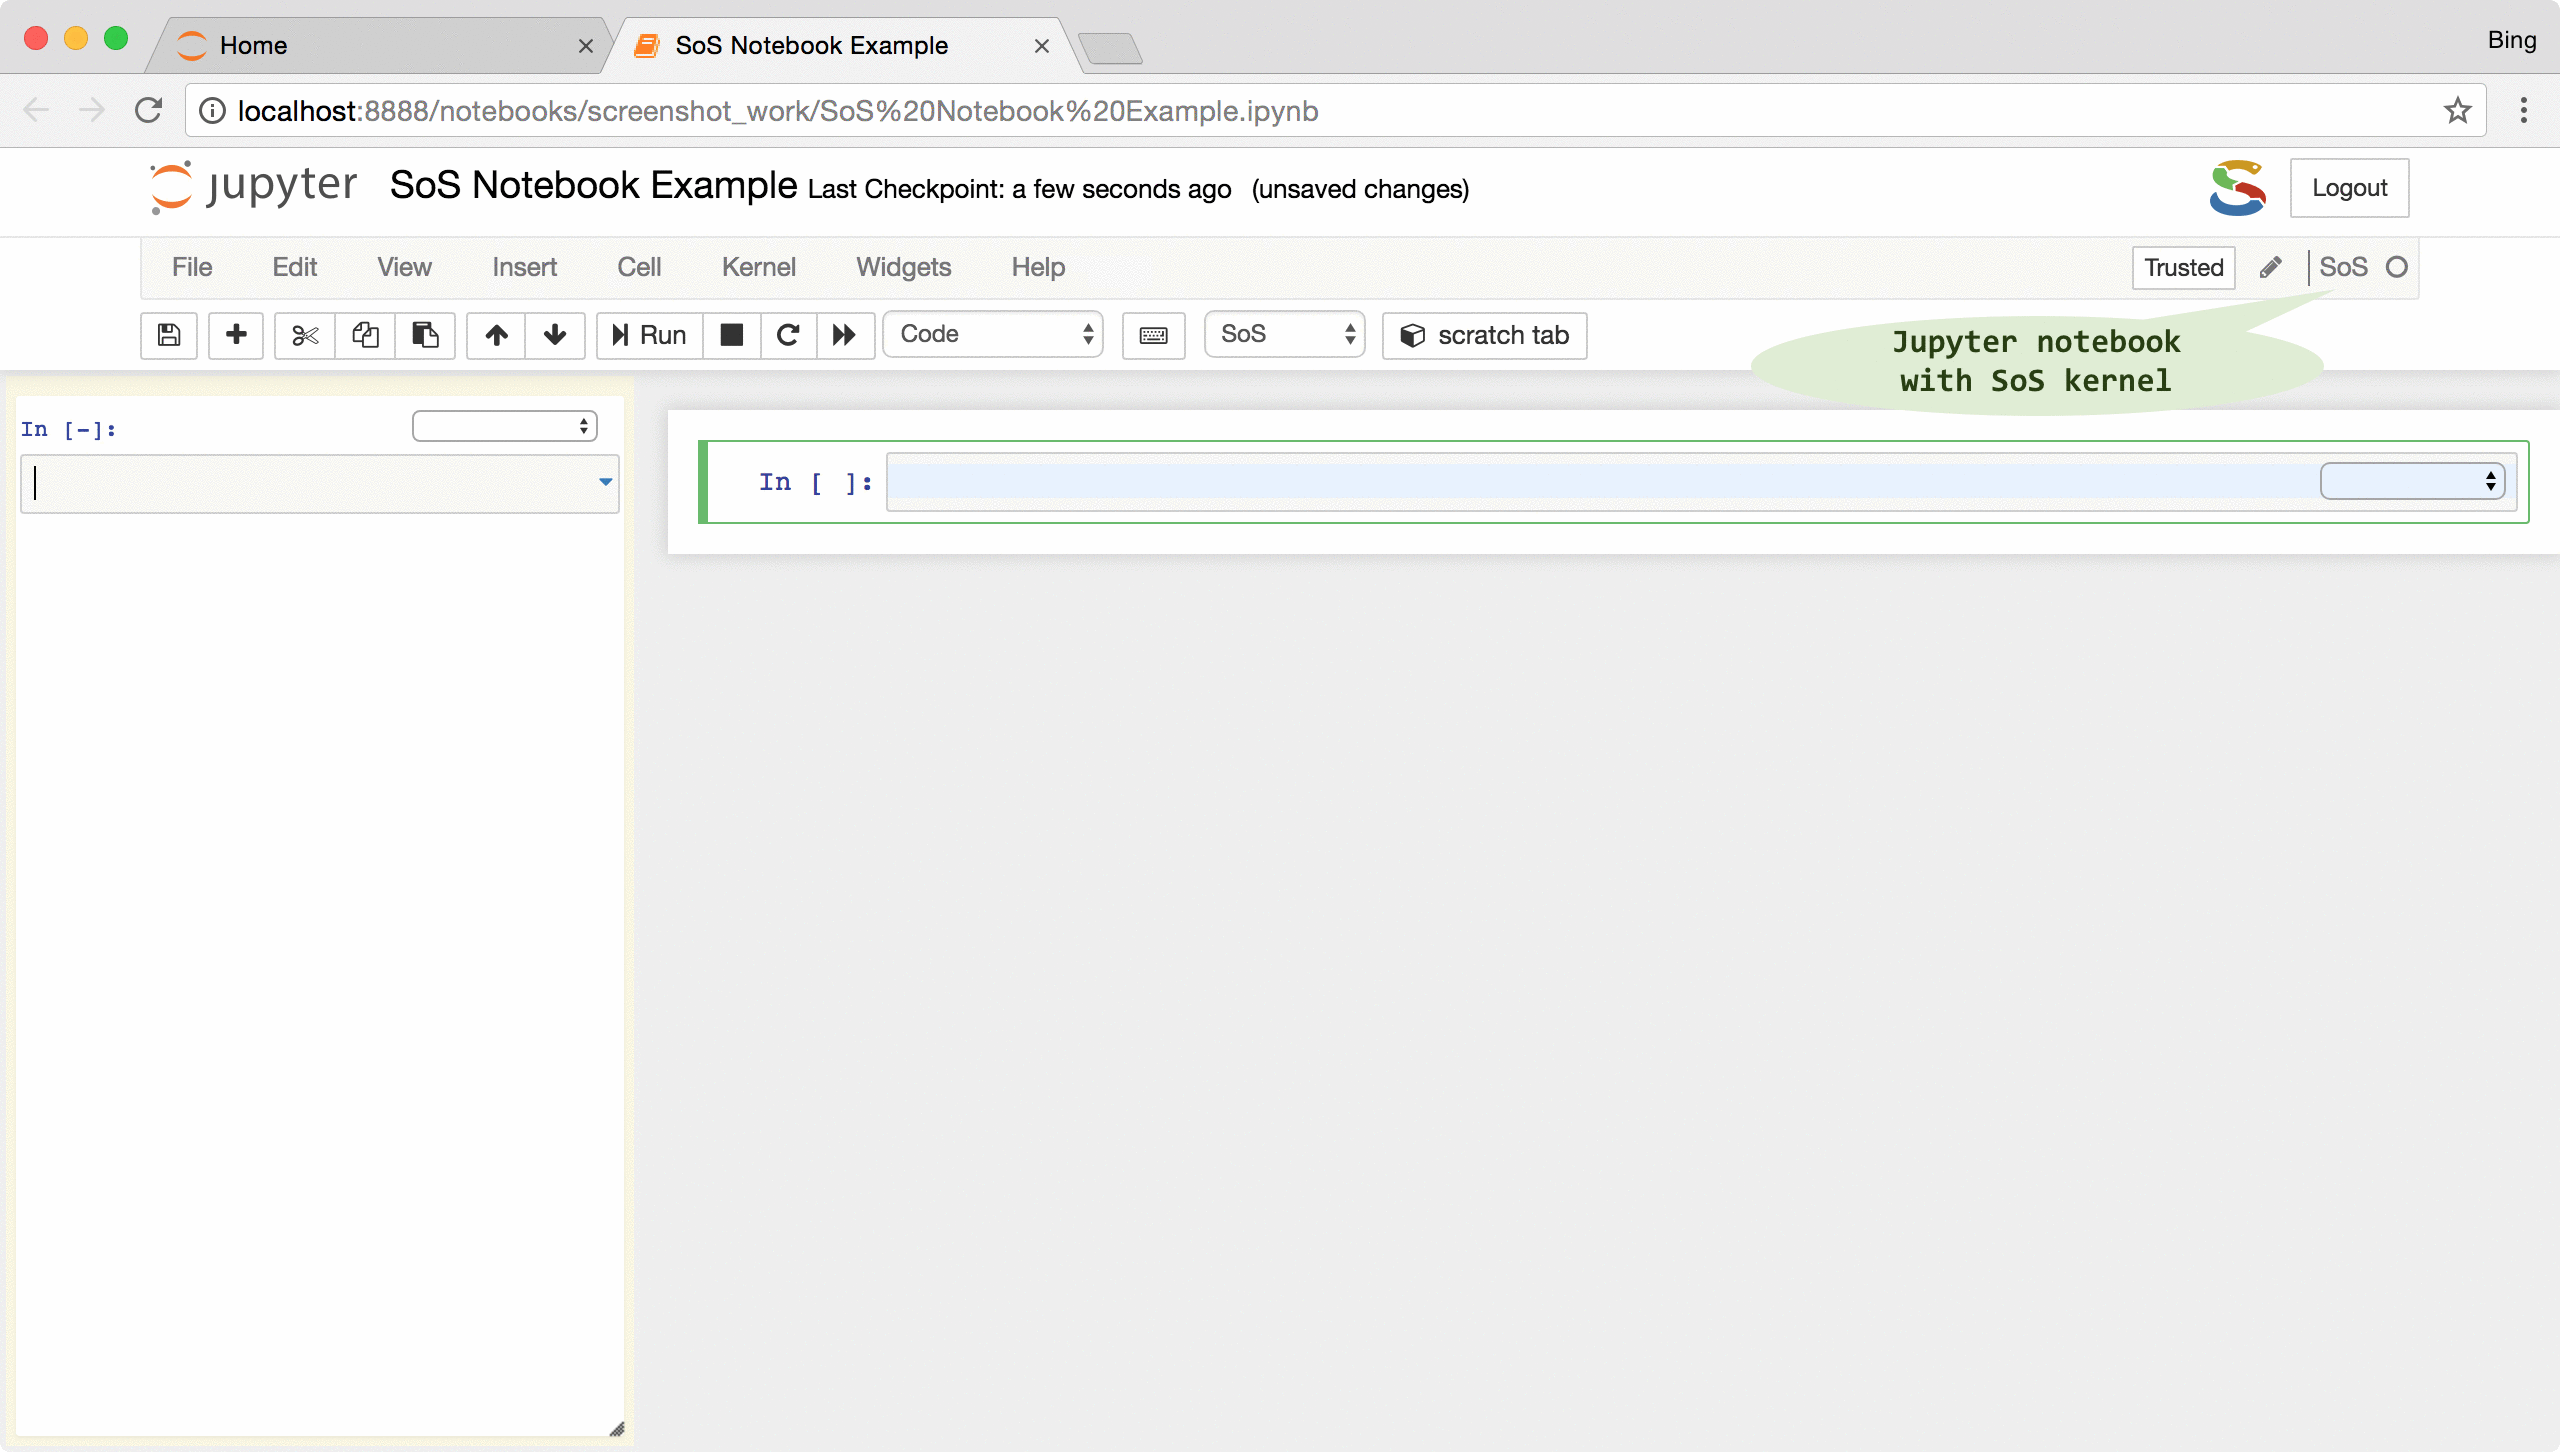 Home
SoS Notebook Example
Bing
localhost:8888/notebooks/screenshot_work/SoS%20Notebook%20Example.ipynb
jupyter SoS Notebook Example Last Checkpoint: a few seconds ago (unsaved changes)
Logout
File Edit View Insert Cell Kernel Widgets Help
Trusted SoS
Run Code SoS scratch tab
Jupyter notebook
with SoS kernel
In [-]:
In [ ]: